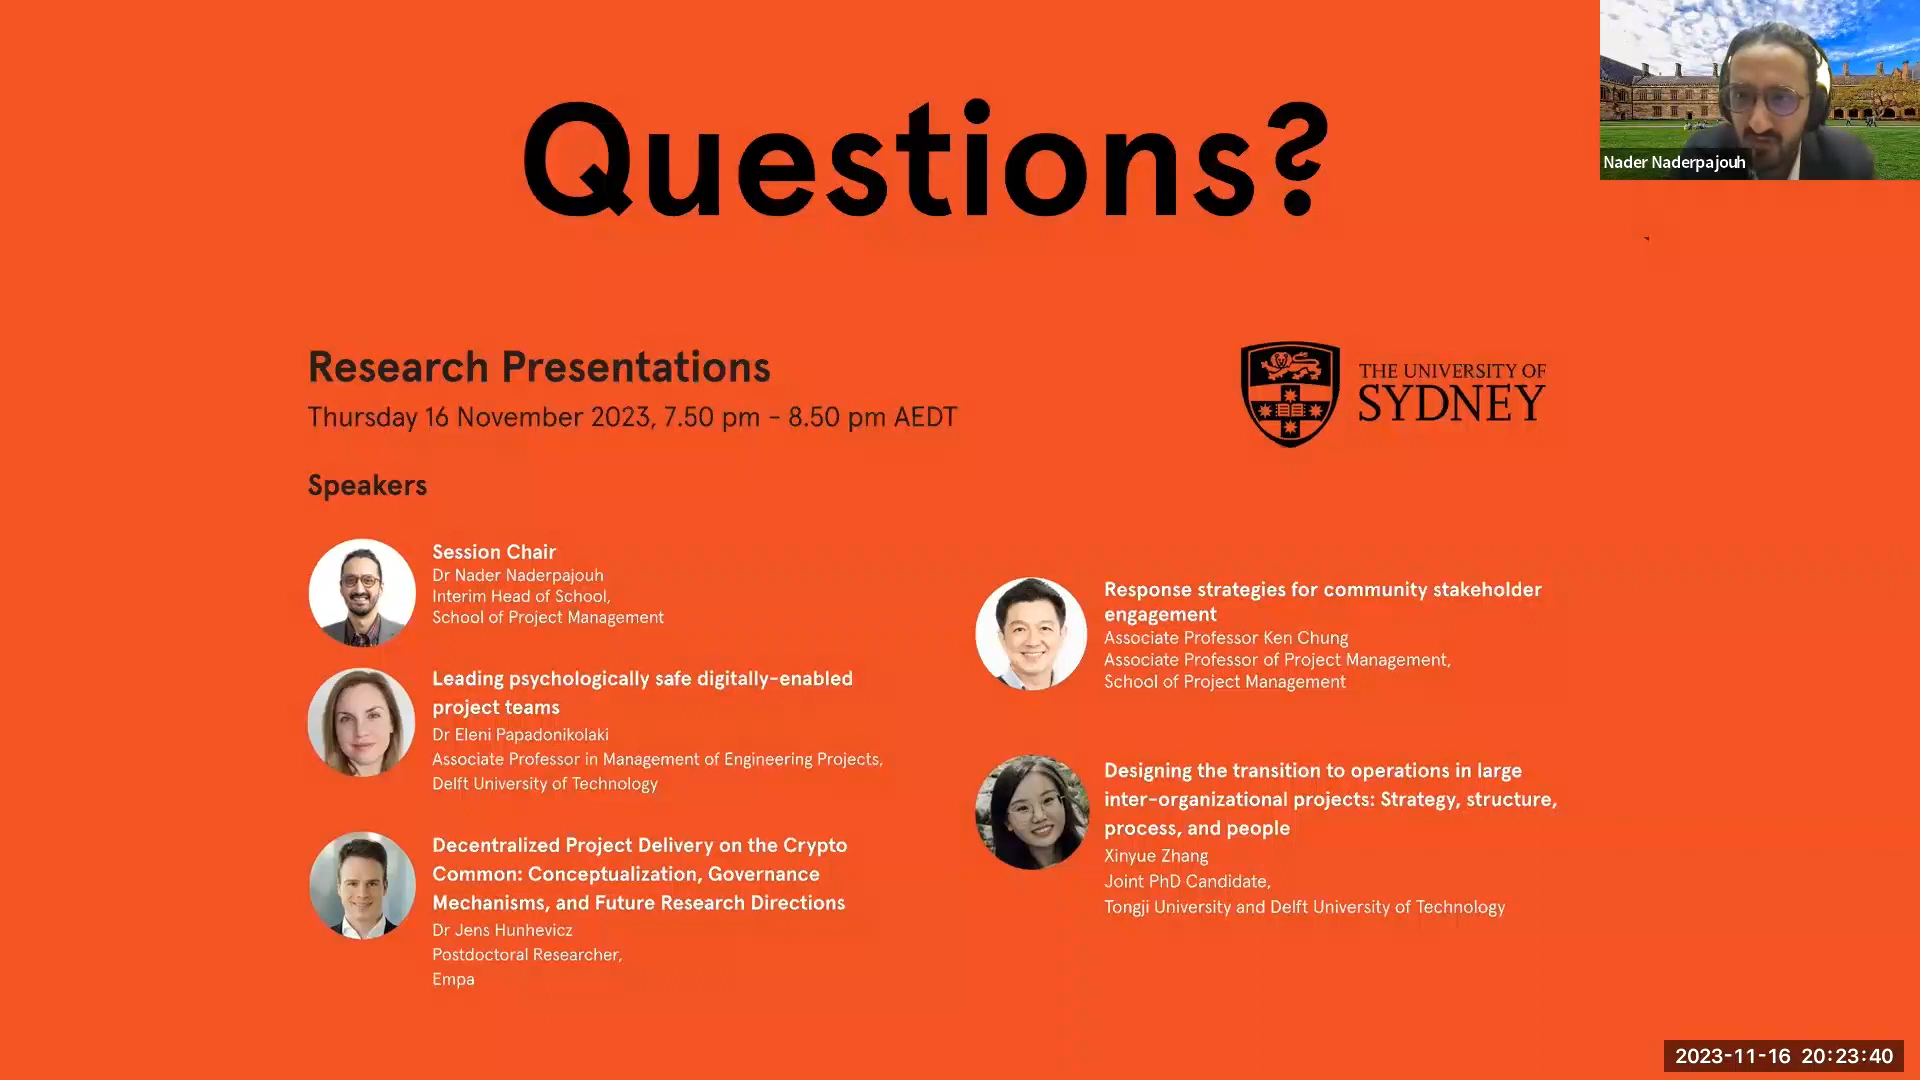 Questions?
Nader Naderpajouh
Research Presentations
Thursday 16 November 2023, 7.50 pm - 8.50 pm AEDT
THE UNIVERSITY OF
SYDNEY
Speakers
Session Chair
Dr Nader Naderpajouh
Interim Head of School,
School of Project Management
Leading psychologically safe digitally-enabled
project teams
Dr Eleni Papadonikolaki
Associate Professor in Management of Engineering Projects,
Delft University of Technology
Decentralized Project Delivery on the Crypto
Common: Conceptualization, Governance
Mechanisms, and Future Research Directions
Dr Jens Hunhevicz
Postdoctoral Researcher,
Empa
Response strategies for community stakeholder
engagement
Associate Professor Ken Chung
Associate Professor of Project Management,
School of Project Management
Designing the transition to operations in large
inter-organizational projects: Strategy, structure,
process, and people
Xinyue Zhang
Joint PhD Candidate,
Tongji University and Delft University of Technology
2023-11-16 20:23:40